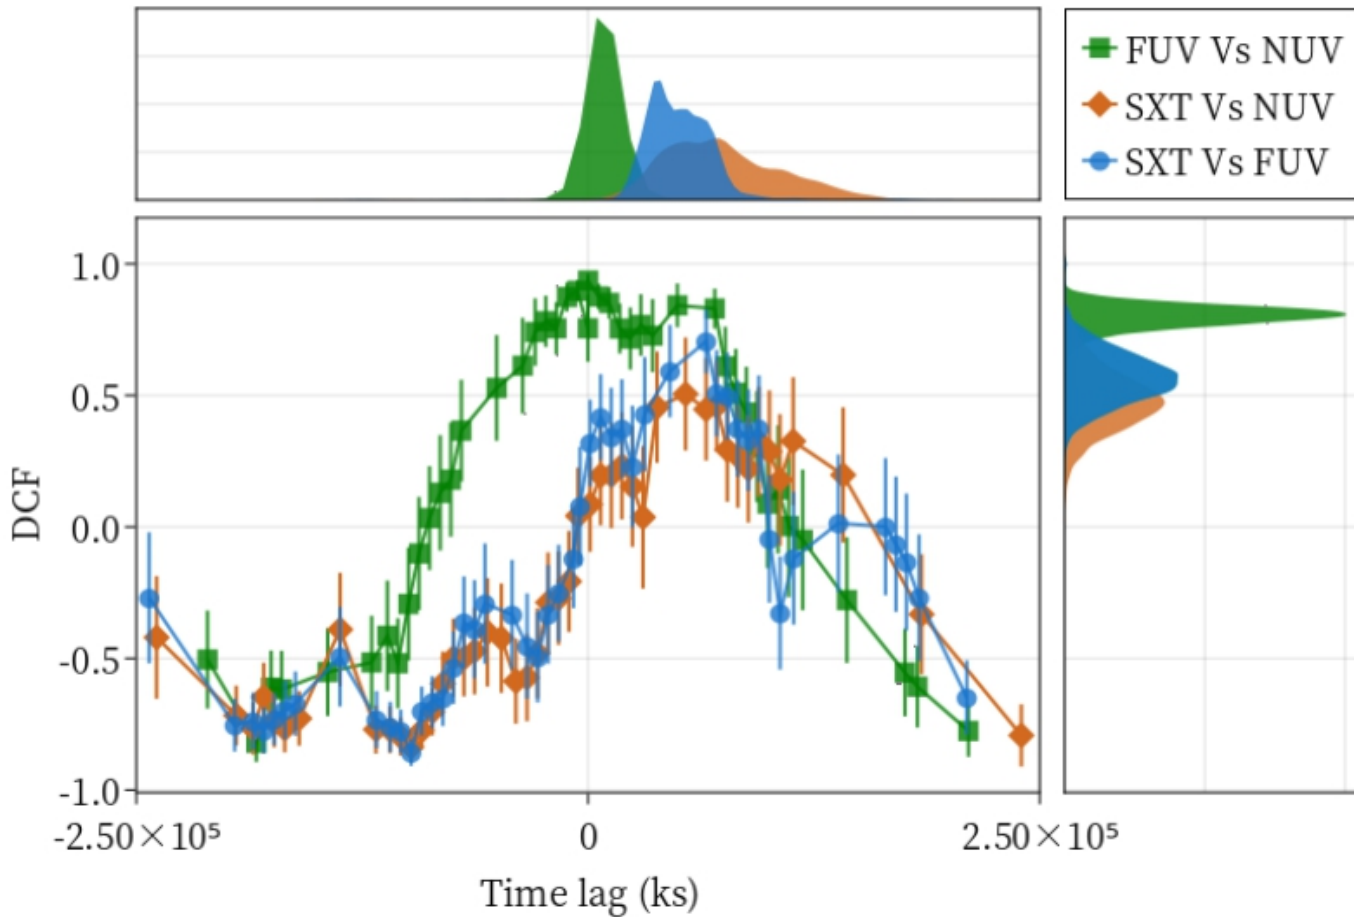 FUV Vs NUV
SXT Vs NUV
SXT Vs FUV
1.0
0.5
0.0
-0.5
-1.0
DCF
-2.50×10⁵ 0 2.50×10⁵
Time lag (ks)